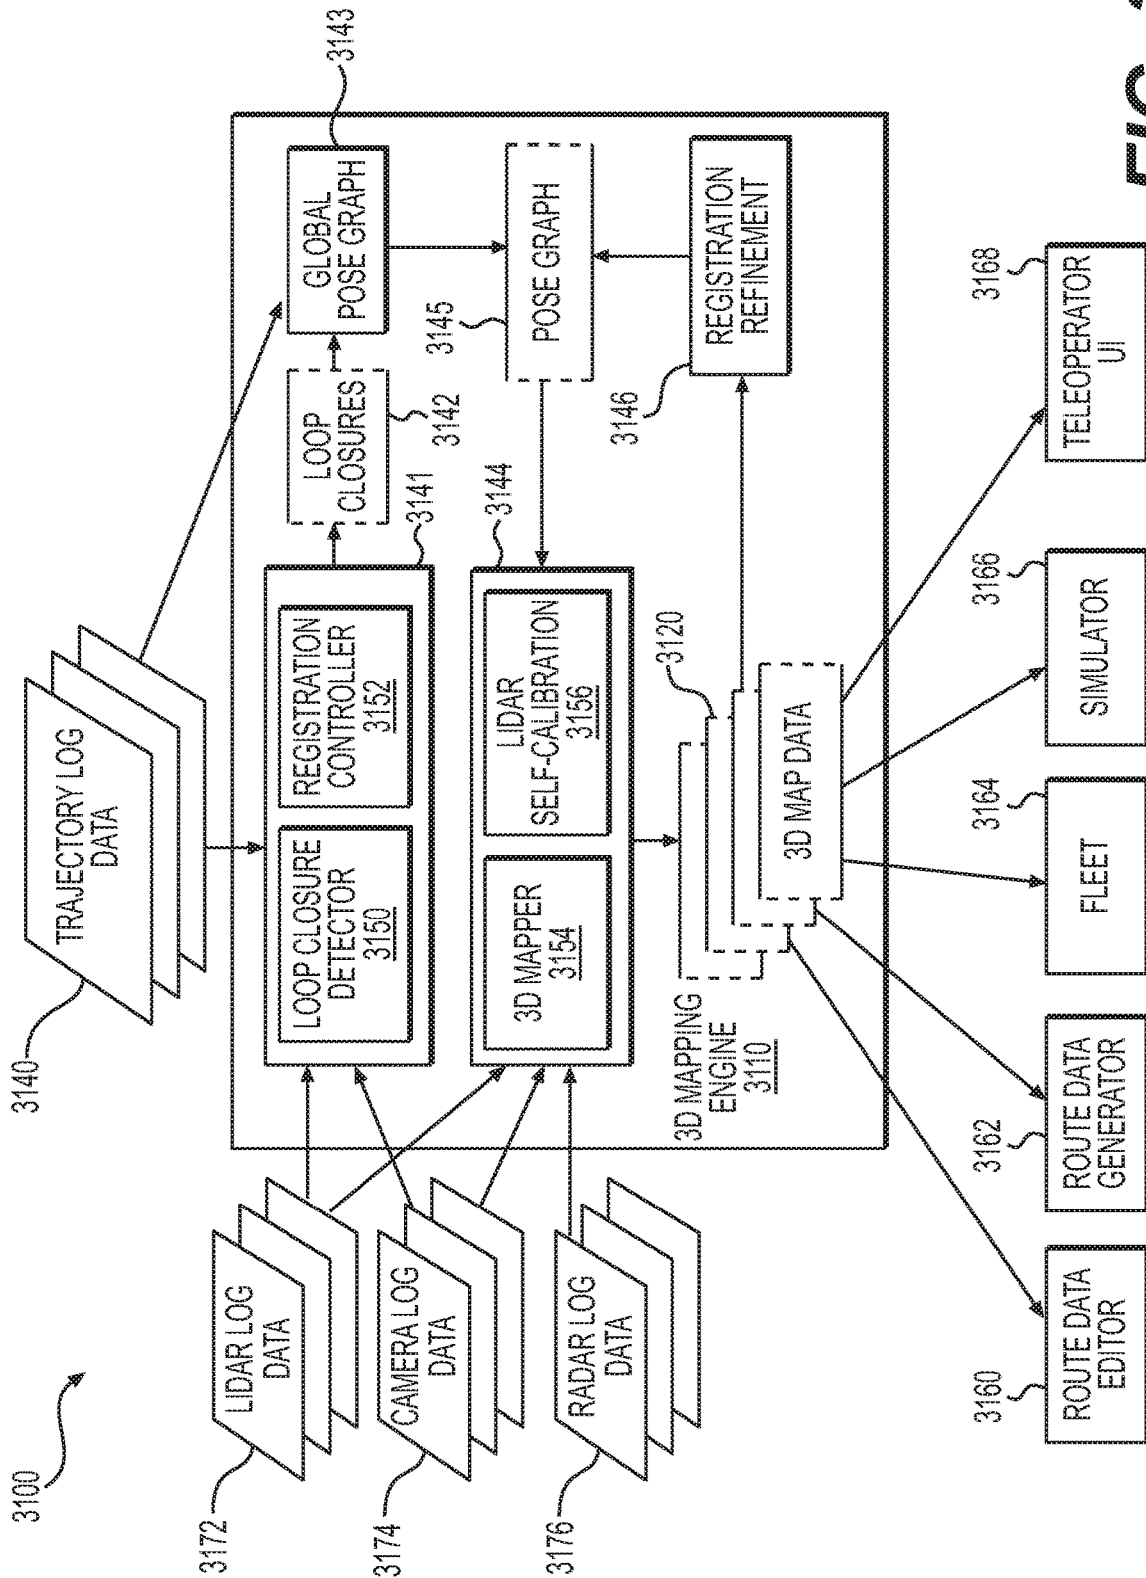 3100
3140
TRAJECTORY LOG
DATA
3172
LIDAR LOG
DATA
3174
CAMERA LOG
DATA
3176
RADAR LOG
DATA
LOOP CLOSURE
DETECTOR
3150
REGISTRATION
CONTROLLER
3152
3141
LOOP
CLOSURES
3142
GLOBAL
POSE GRAPH
3143
3D MAPPER
3154
LIDAR
SELF-CALIBRATION
3156
3144
3145
POSE GRAPH
3D MAPPING
ENGINE
3110
3120
3D MAP DATA
3146
REGISTRATION
REFINEMENT
3160
ROUTE DATA
EDITOR
3162
ROUTE DATA
GENERATOR
3164
FLEET
3166
SIMULATOR
3168
TELEOPERATOR
UI
FIG.